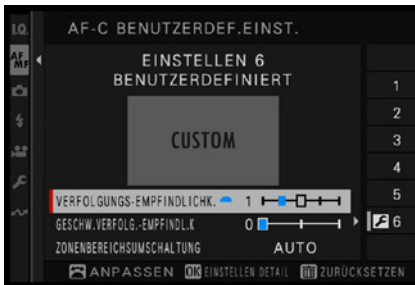 I.Q. AF-C BENUTZERDEF.EINST.
AF
MF
EINSTELLEN 6
BENUTZERDEFINIERT
CUSTOM
1
2
3
4
5
6
VERFOLGUNGS-EMPFINDLICHK. 1
GESCHW.VERFOLG.-EMPFINDL.K 0
ZONENBEREICHSUMSCHALTUNG AUTO
ANPASSEN OK EINSTELLEN DETAIL ZURÜCKSETZEN